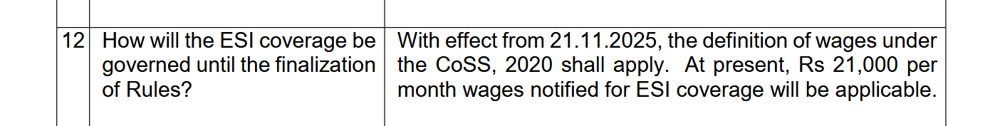 12 How will the ESI coverage be governed until the finalization of Rules?
With effect from 21.11.2025, the definition of wages under
the CoSS, 2020 shall apply. At present, Rs 21,000 per
month wages notified for ESI coverage will be applicable.